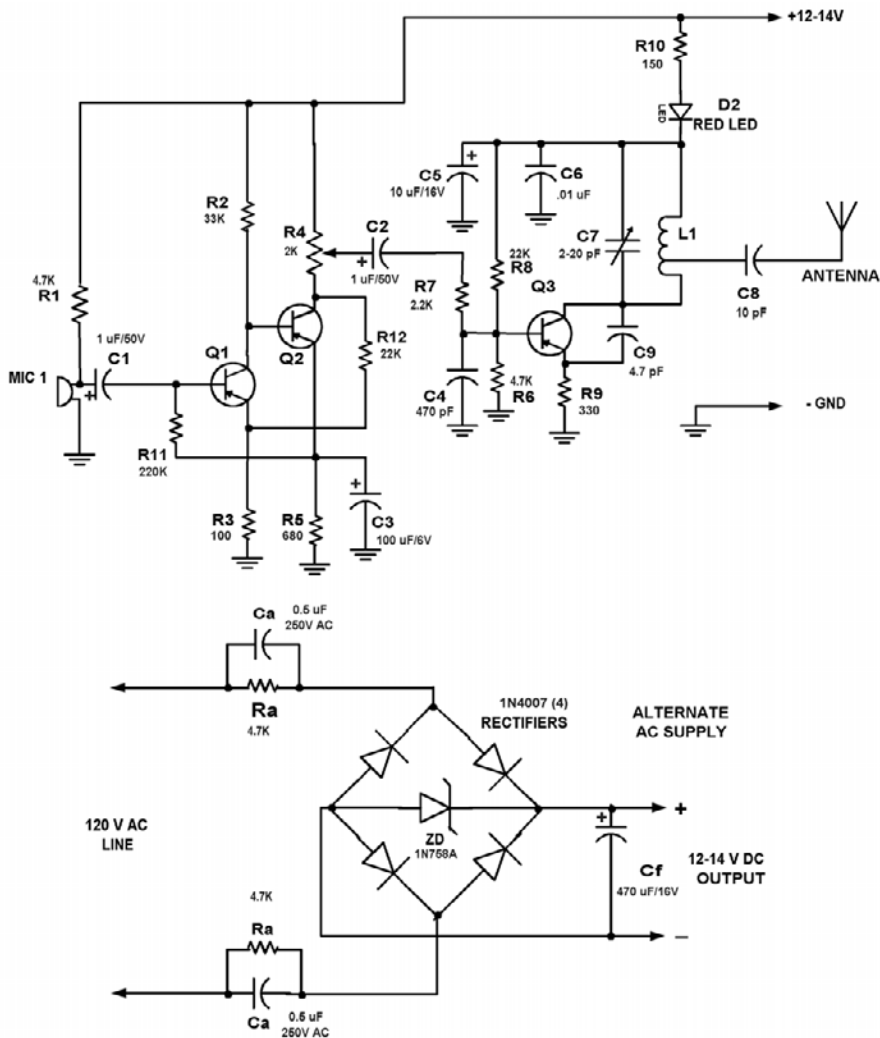 +12-14V
R10
150
LED
D2
RED LED
C5
10 uF/16V
C6
.01 uF
R2
33K
R4
2K
C2
1 uF/50V
C7
2-20 pF
L1
22K
R8
ANTENNA
4.7K
R1
R7
2.2K
Q3
C8
10 pF
1 uF/50V
C1
Q1
Q2
R12
22K
C9
4.7 pF
MIC 1
C4
470 pF
4.7K
R6
R9
330
- GND
R11
220K
R3
100
R5
680
C3
100 uF/6V
Ca
0.5 uF
250V AC
Ra
4.7K
1N4007 (4)
RECTIFIERS
ALTERNATE
AC SUPPLY
120 V AC
LINE
ZD
1N758A
+
Cf
470 uF/16V
12-14 V DC
OUTPUT
4.7K
Ra
–
Ca
0.5 uF
250V AC